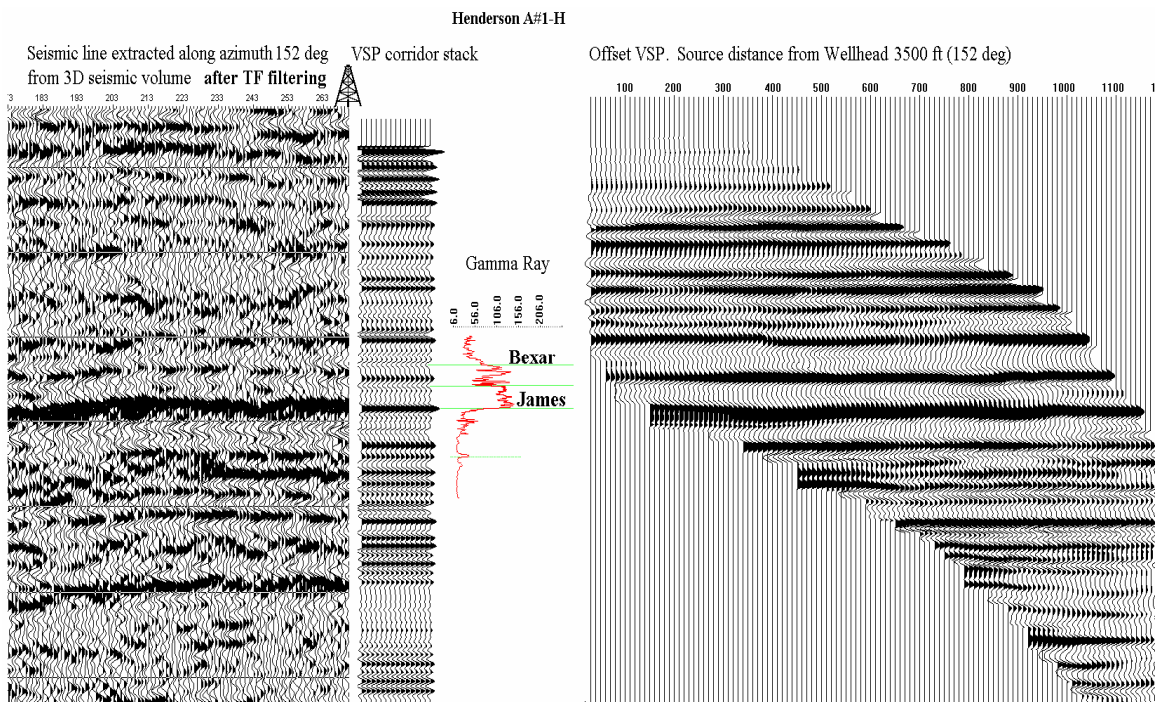 Henderson A#1-H
Seismic line extracted along azimuth 152 deg
from 3D seismic volume after TF filtering
VSP corridor stack
Offset VSP. Source distance from Wellhead 3500 ft (152 deg)
3 183 193 203 213 223 233 243 253 263
100 200 300 400 500 600 700 800 900 1000 1100 1
Gamma Ray
6.0 56.0 106.0 156.0 206.0
Bexar
James